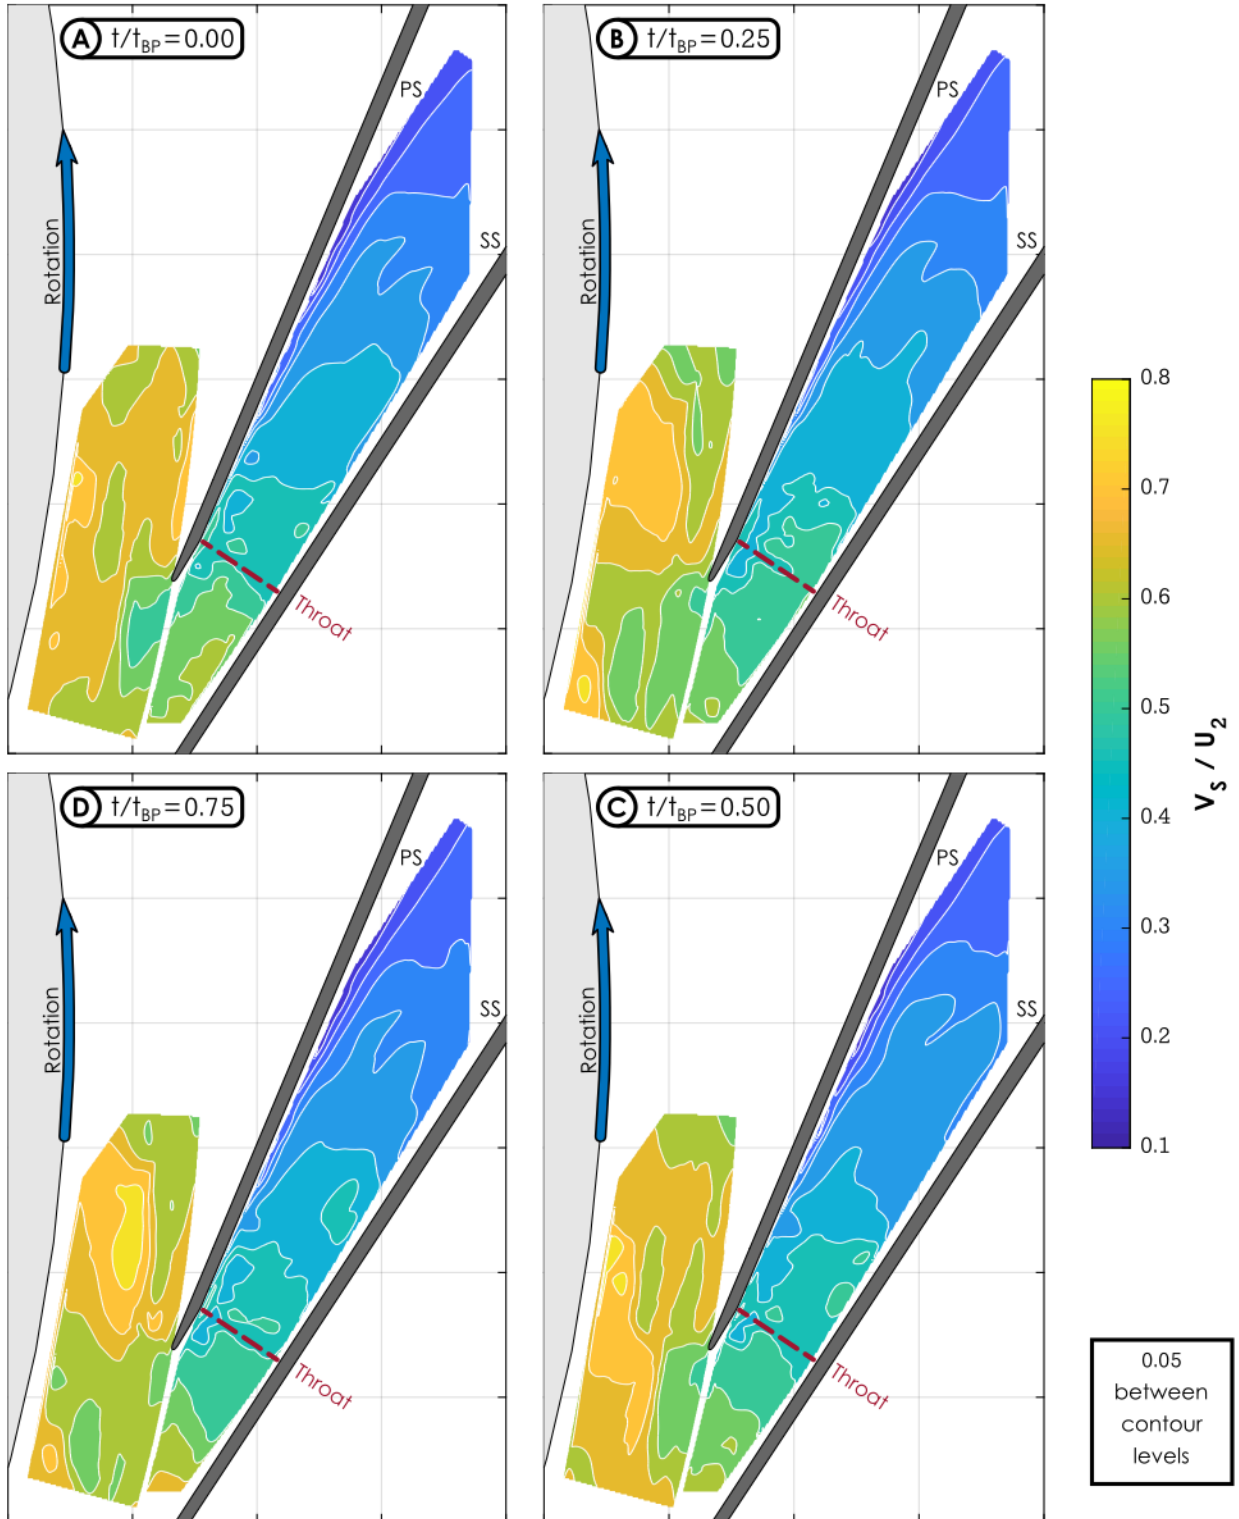 A t/tBP=0.00
PS
SS
Rotation
Throat
B t/tBP=0.25
PS
SS
Rotation
Throat
D t/tBP=0.75
PS
SS
Rotation
Throat
C t/tBP=0.50
PS
SS
Rotation
Throat
0.8
0.7
0.6
0.5
0.4
0.3
0.2
0.1
VS / U2
0.05
between
contour
levels